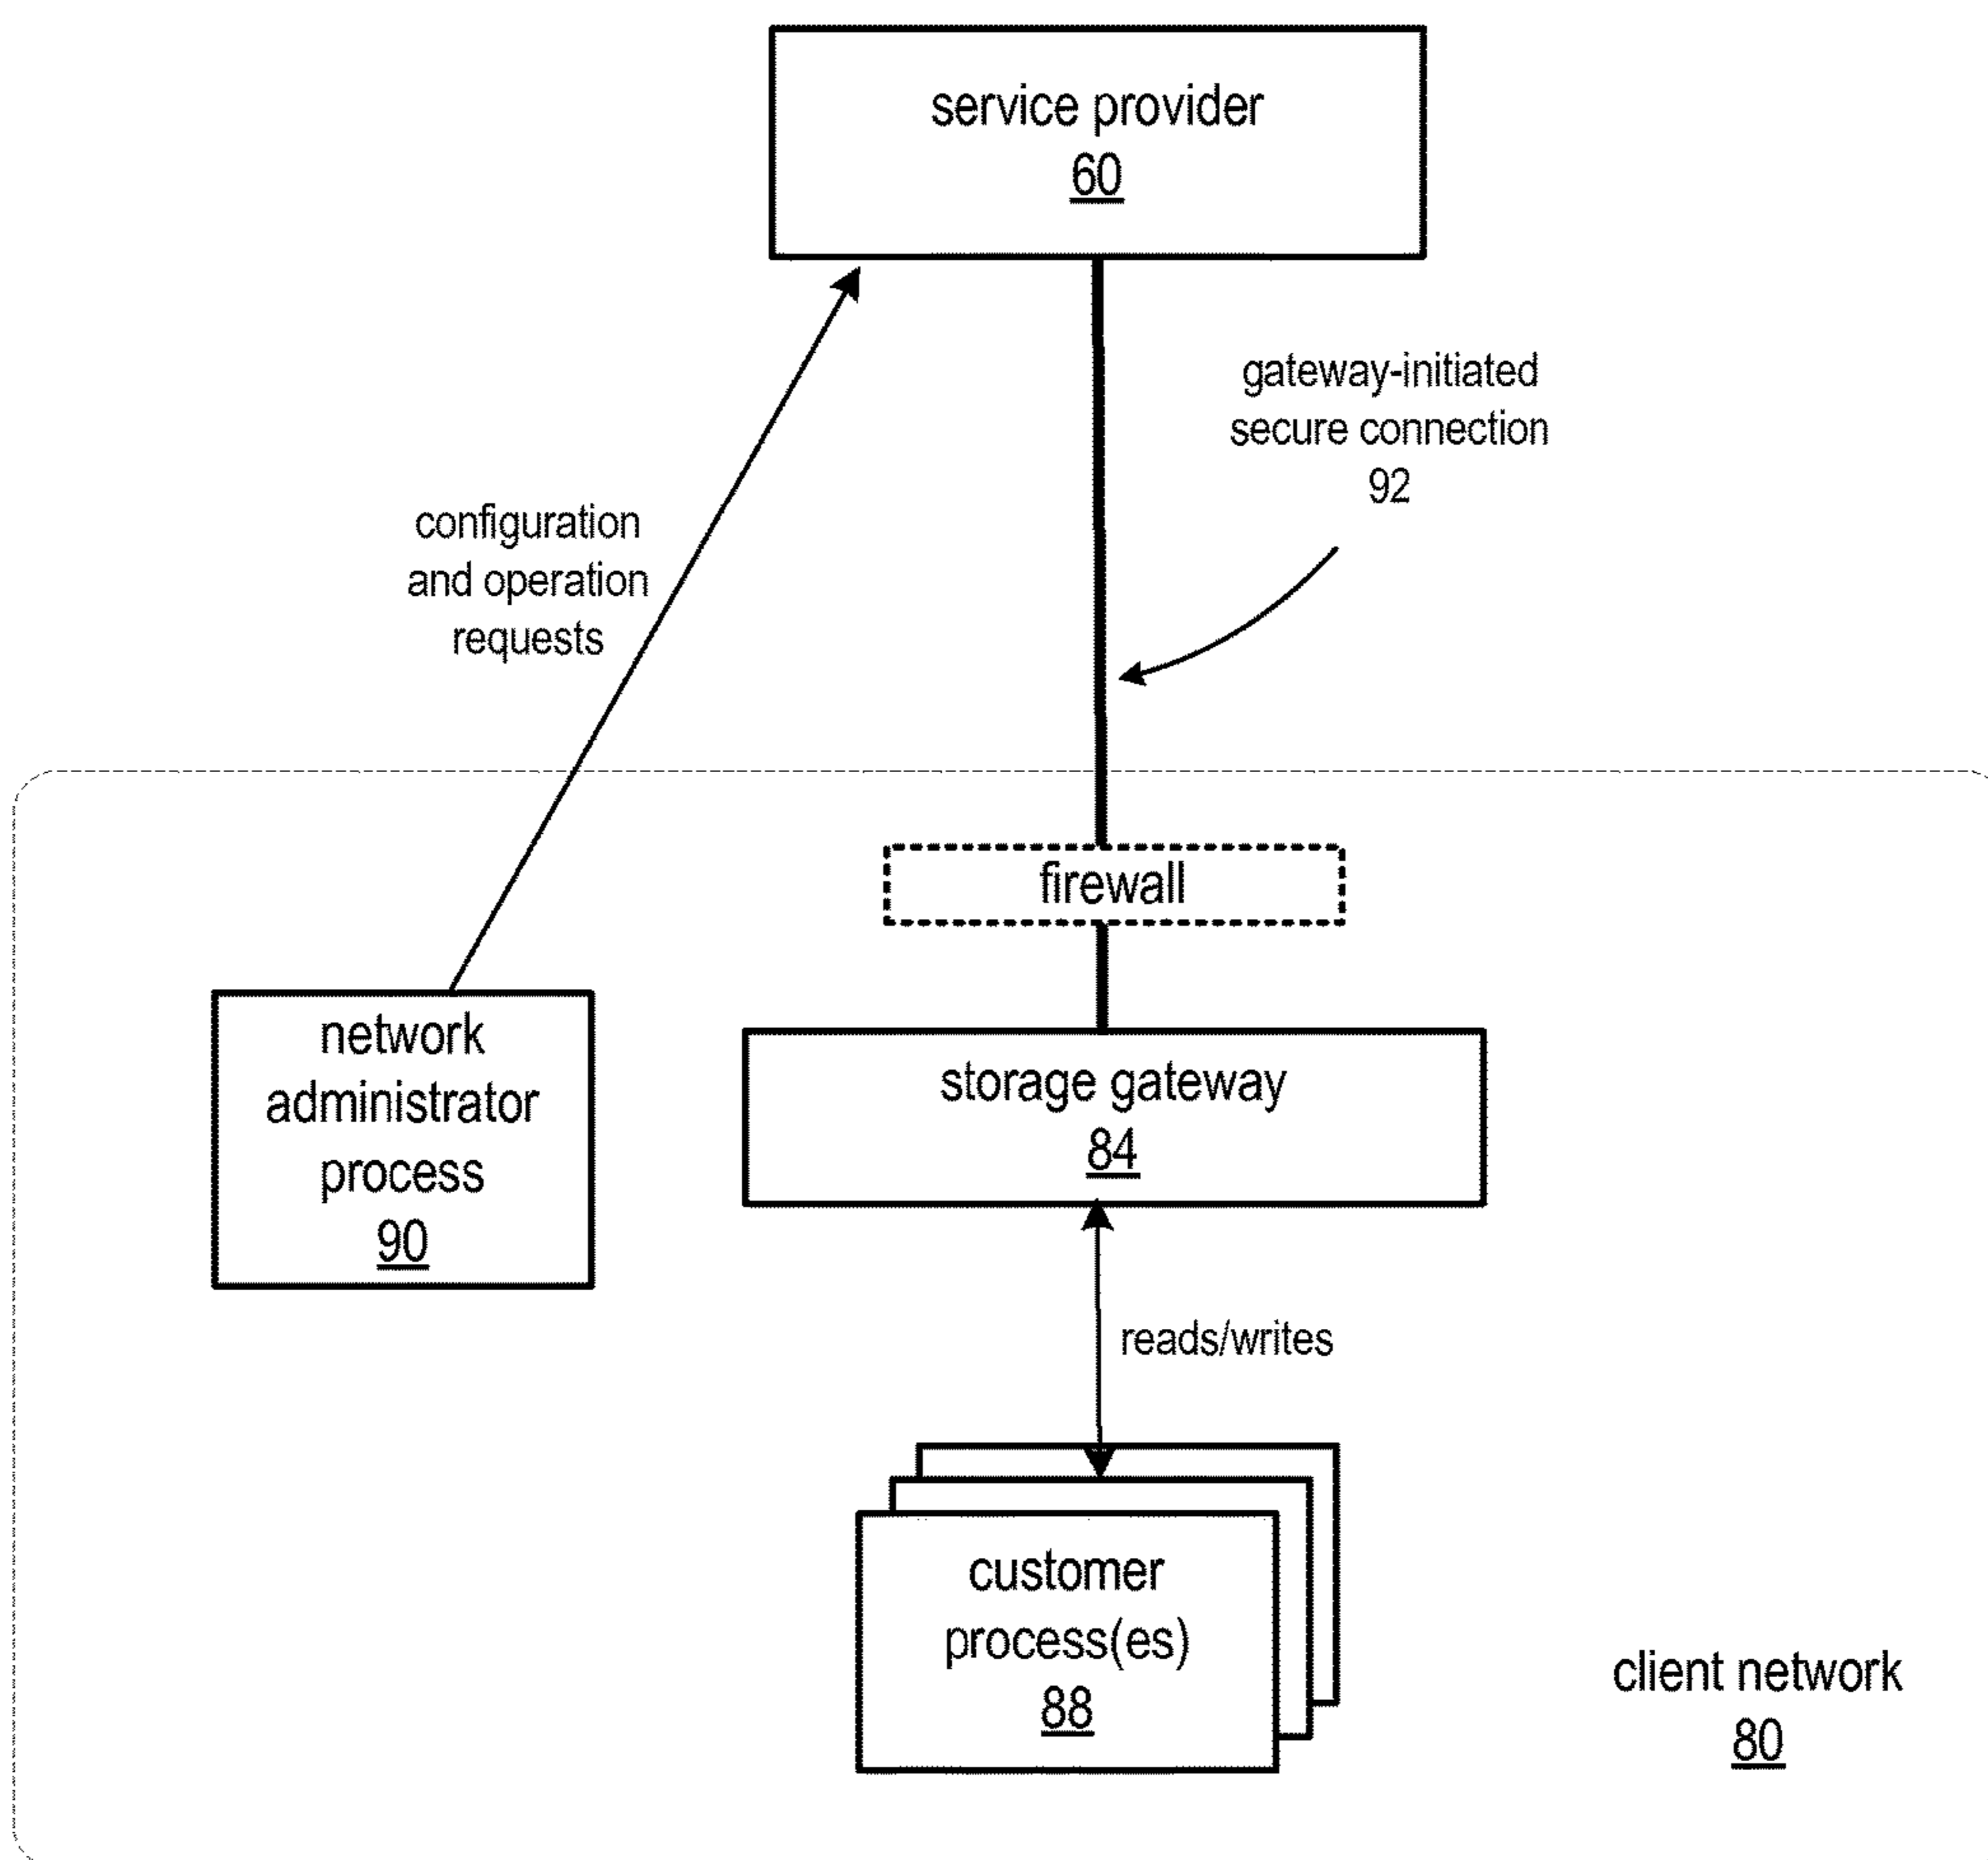 service provider
60
gateway-initiated
secure connection
92
configuration
and operation
requests
firewall
network
administrator
process
90
storage gateway
84
reads/writes
customer
process(es)
88
client network
80